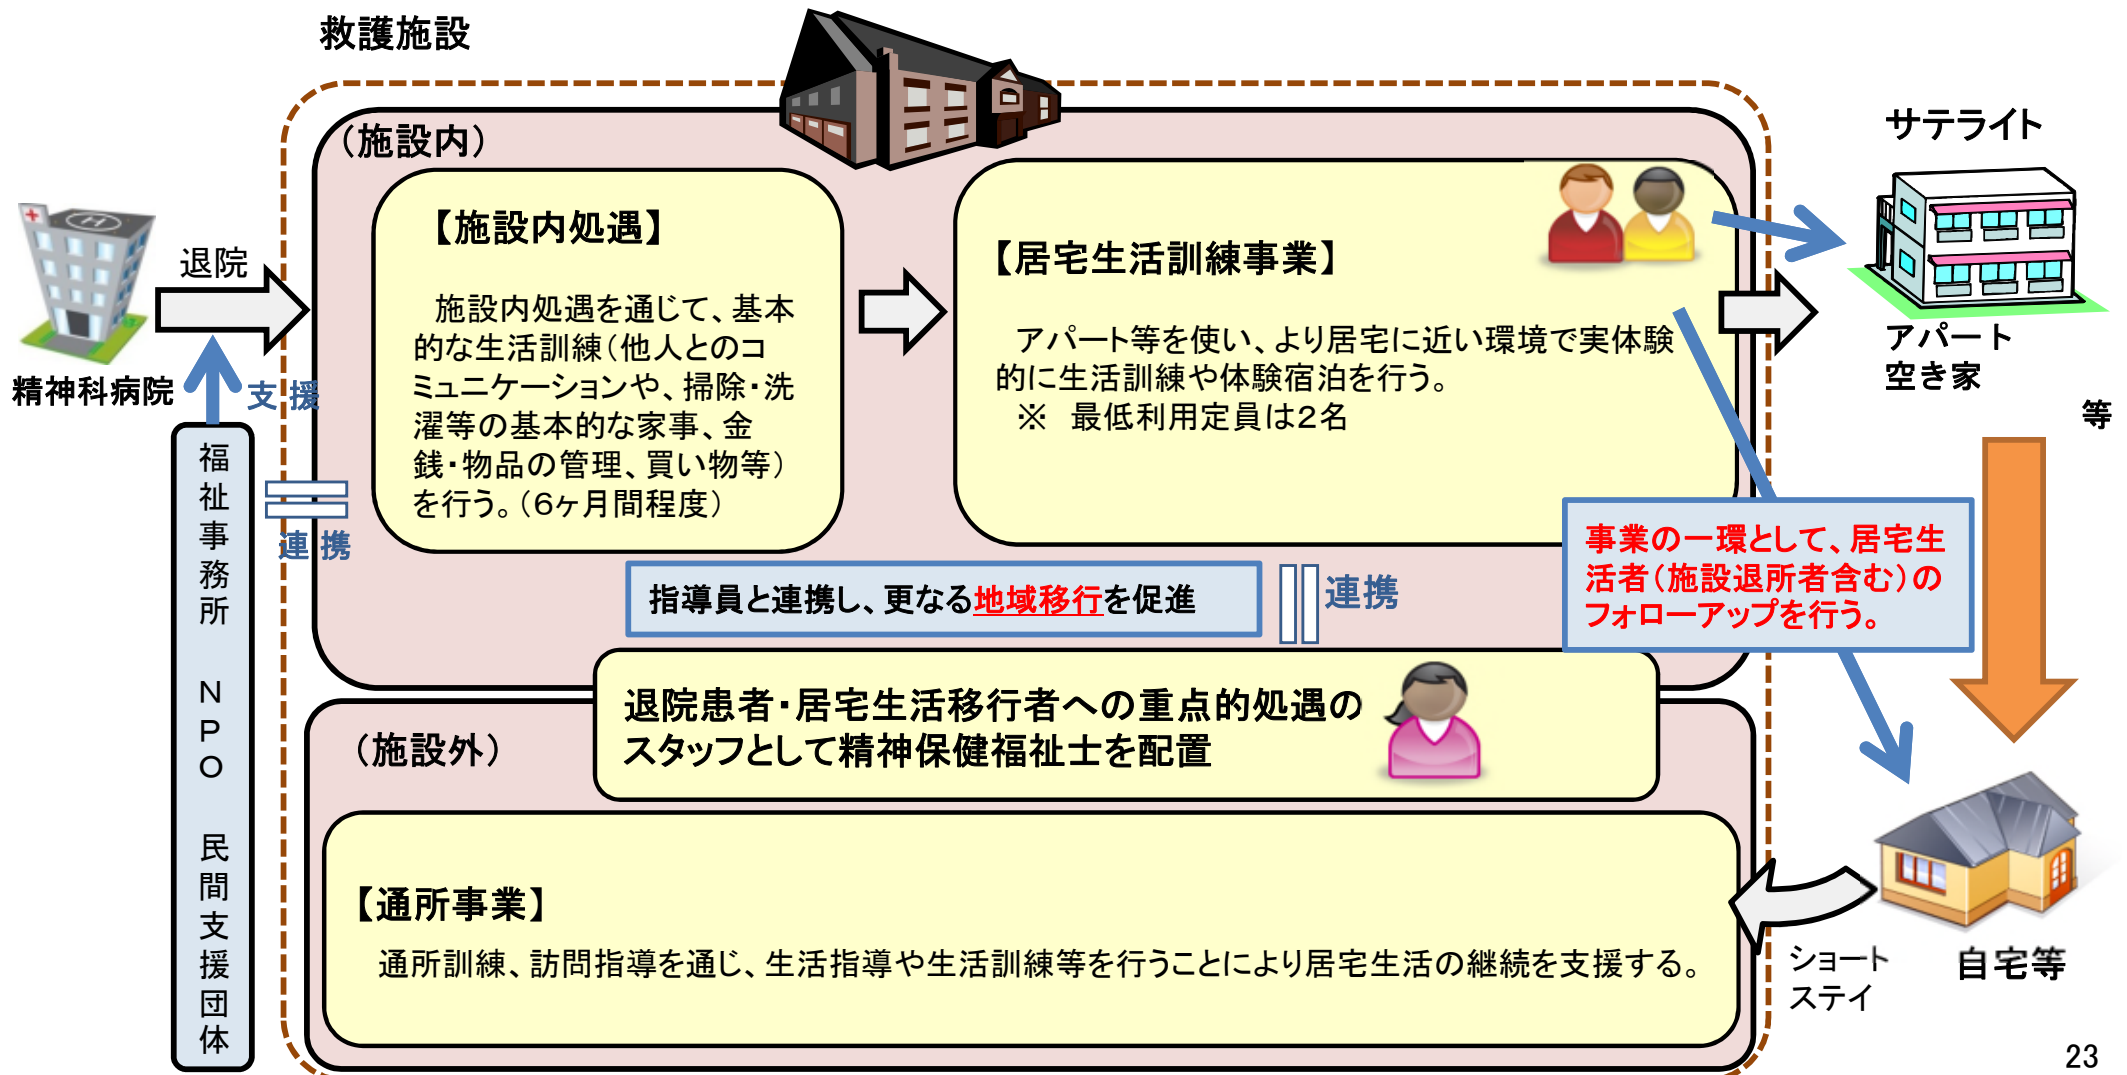 救護施設
(施設内)
【施設内処遇】
施設内処遇を通じて、基本
的な生活訓練(他人とのコ
ミュニケーションや、掃除・洗
濯等の基本的な家事、金
銭・物品の管理、買い物等)
を行う。(6ヶ月間程度)
【居宅生活訓練事業】
アパート等を使い、より居宅に近い環境で実体験
的に生活訓練や体験宿泊を行う。
※ 最低利用定員は2名
サテライト
アパート
空き家
等
退院
精神科病院
支援
福祉事務所 NPO 民間支援団体
連携
指導員と連携し、更なる地域移行を促進
連携
事業の一環として、居宅生
活者(施設退所者含む)の
フォローアップを行う。
退院患者・居宅生活移行者への重点的処遇の
スタッフとして精神保健福祉士を配置
(施設外)
【通所事業】
通所訓練、訪問指導を通じ、生活指導や生活訓練等を行うことにより居宅生活の継続を支援する。
ショート
ステイ
自宅等
23